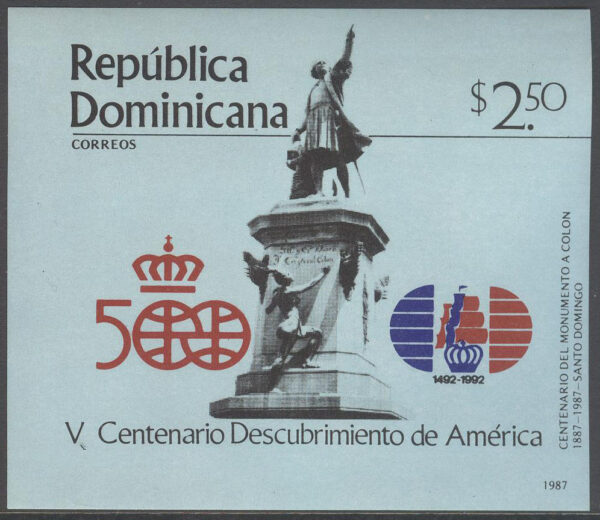 República
Dominicana
CORREOS
$2.50
500
1492-1992
V Centenario Descubrimiento de América
CENTENARIO DEL MONUMENTO A COLON
1887-1987-SANTO DOMINGO
1987